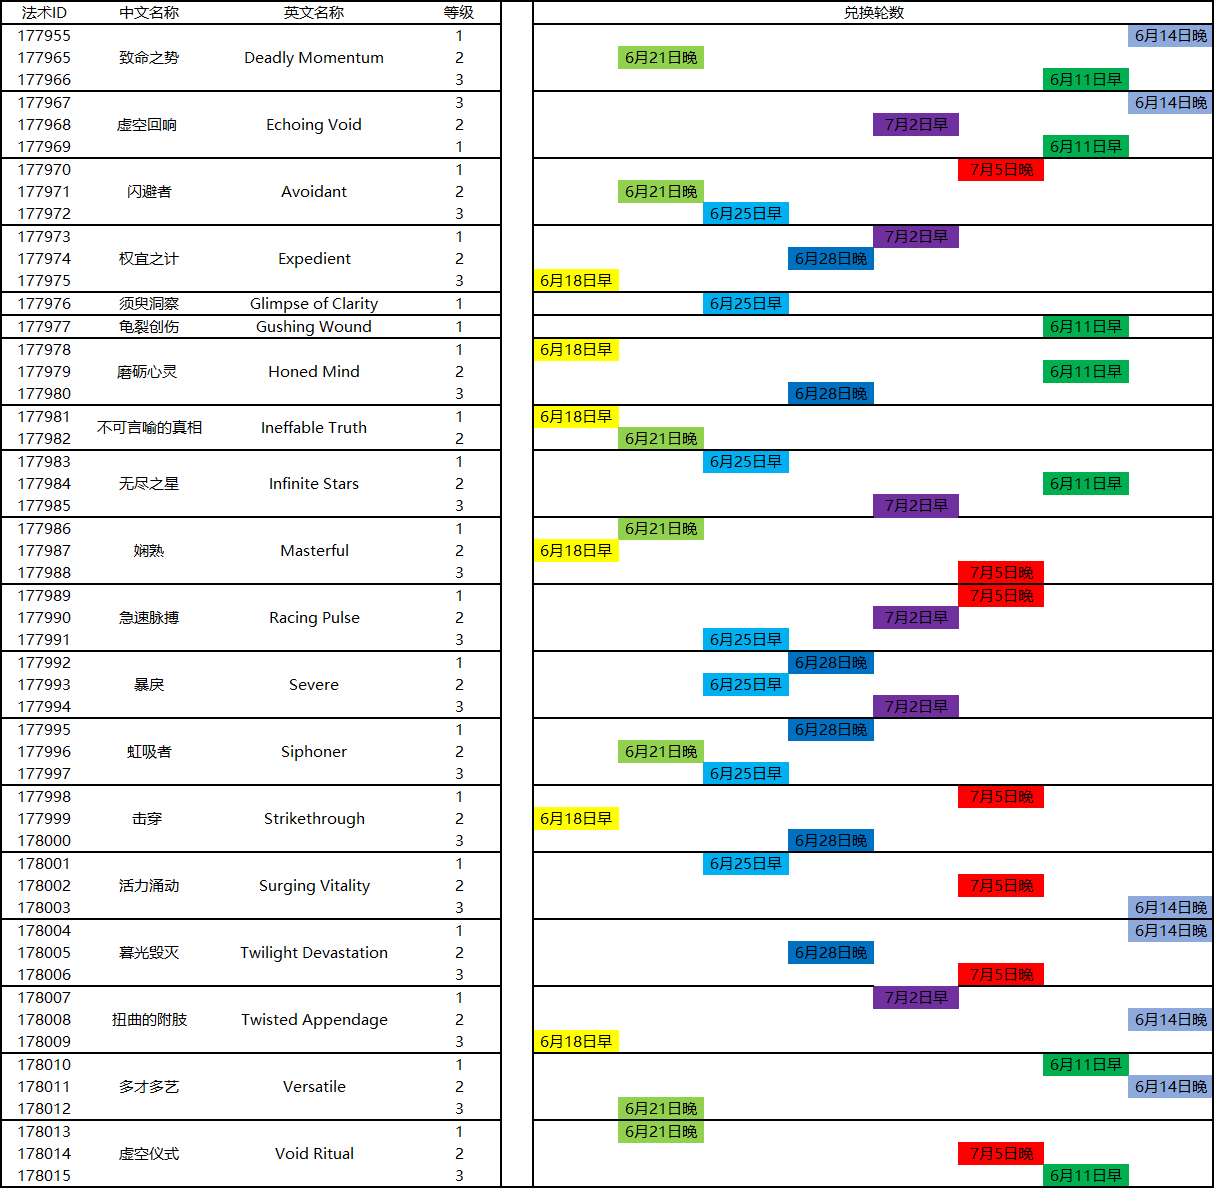 法术ID 中文名称 英文名称 等级 兑换轮数
177955 1 6月14日晚
177965 致命之势 Deadly Momentum 2 6月21日晚
177966 3 6月11日早
177967 3 6月14日晚
177968 虚空回响 Echoing Void 2 7月2日早
177969 1 6月11日早
177970 1 7月5日晚
177971 闪避者 Avoidant 2 6月21日晚
177972 3 6月25日早
177973 1 7月2日早
177974 权宜之计 Expedient 2 6月28日晚
177975 3 6月18日早
177976 须臾洞察 Glimpse of Clarity 1 6月25日早
177977 龟裂创伤 Gushing Wound 1 6月11日早
177978 1 6月18日早
177979 磨砺心灵 Honed Mind 2 6月11日早
177980 3 6月28日晚
177981 1 6月18日早
不可言喻的真相 Ineffable Truth
177982 2 6月21日晚
177983 1 6月25日早
177984 无尽之星 Infinite Stars 2 6月11日早
177985 3 7月2日早
177986 1 6月21日晚
177987 娴熟 Masterful 2 6月18日早
177988 3 7月5日晚
177989 1 7月5日晚
177990 急速脉搏 Racing Pulse 2 7月2日早
177991 3 6月25日早
177992 1 6月28日晚
177993 暴戾 Severe 2 6月25日早
177994 3 7月2日早
177995 1 6月28日晚
177996 虹吸者 Siphoner 2 6月21日晚
177997 3 6月25日早
177998 1 7月5日晚
177999 击穿 Strikethrough 2 6月18日早
178000 3 6月28日晚
178001 1 6月25日早
178002 活力涌动 Surging Vitality 2 7月5日晚
178003 3 6月14日晚
178004 1 6月14日晚
178005 暮光毁灭 Twilight Devastation 2 6月28日晚
178006 3 7月5日晚
178007 1 7月2日早
178008 扭曲的附肢 Twisted Appendage 2 6月14日晚
178009 3 6月18日早
178010 1 6月11日早
178011 多才多艺 Versatile 2 6月14日晚
178012 3 6月21日晚
178013 1 6月21日晚
178014 虚空仪式 Void Ritual 2 7月5日晚
178015 3 6月11日早